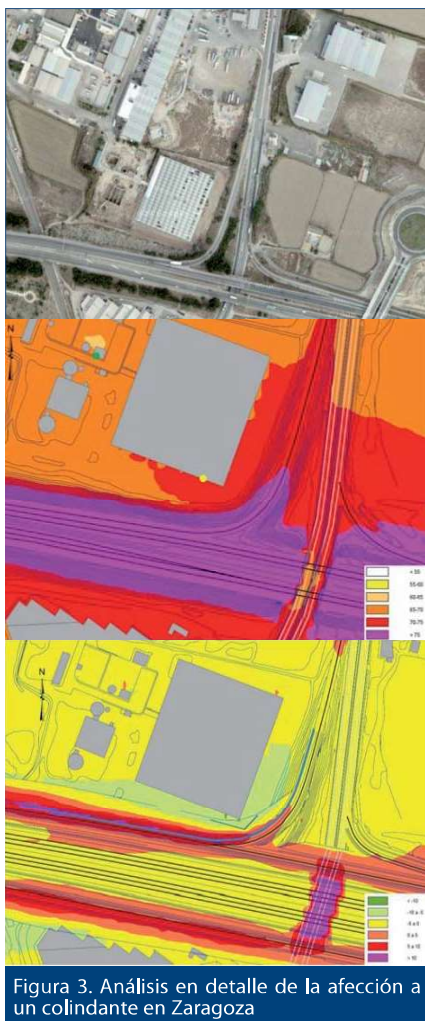 N
< 55
55-60
60-65
65-70
70-75
> 75
N
< -10
-10 a -5
-5 a 0
0 a 5
5 a 10
> 10
Figura 3. Análisis en detalle de la afección a
un colindante en Zaragoza